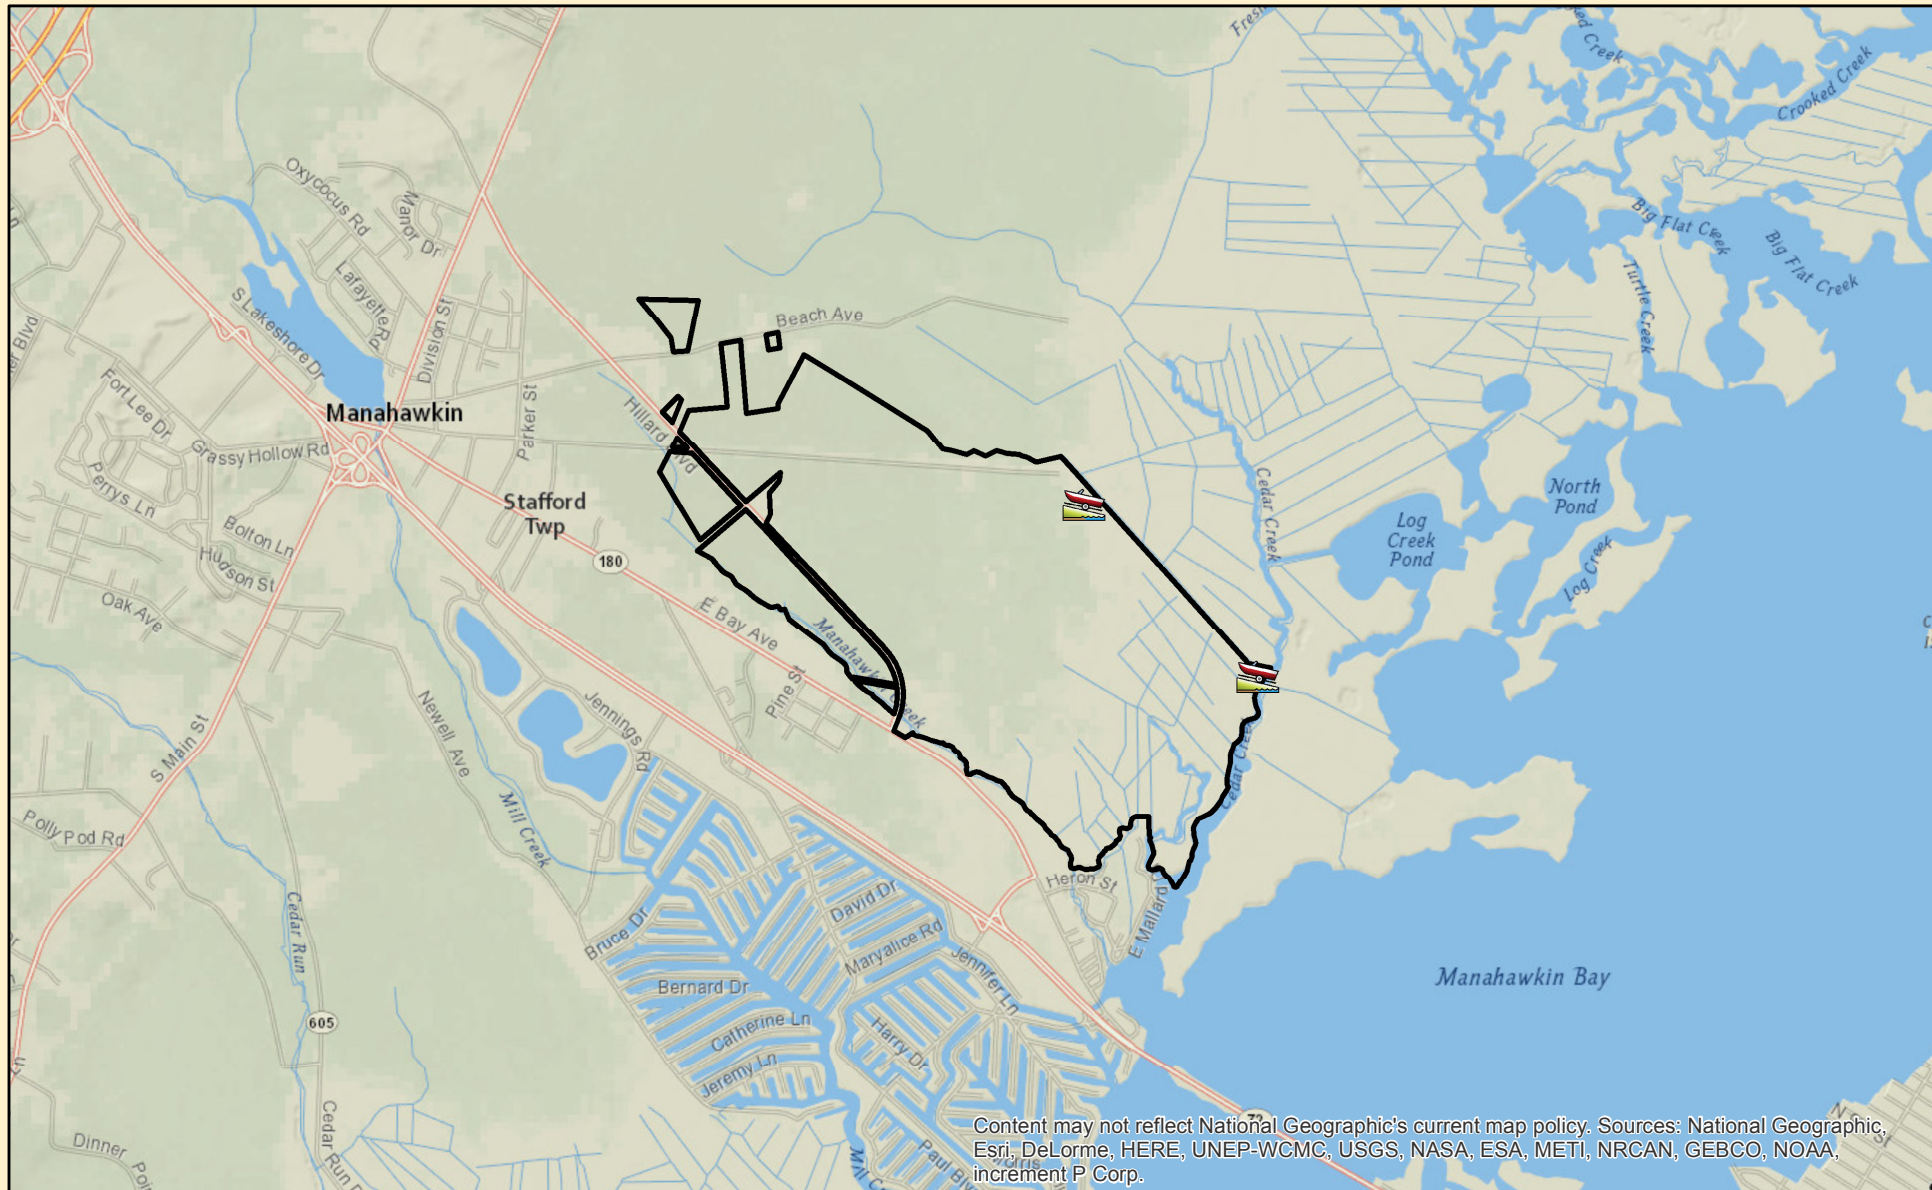 Crooked Creek
Oxycocus Rd
Manor Dr
Big Flat Creek
Big Flat Creek
Turtle Creek
Lafayette Rd
S Lakeshore Dr
Division St
Beach Ave
Fort Lee Dr
Manahawkin
Parker St
Hillard Blvd
Grassy Hollow Rd
Perrys Ln
Stafford
Twp
Cedar Creek
North
Pond
Log
Creek
Pond
Bolton Ln
Hudson St
180
Log Creek
Oak Ave
E Bay Ave
Manahawkin Creek
Pine St
Newell Ave
Jennings Rd
S Main St
Cedar Creek
Mill Creek
Polly Pod Rd
Heron St
David Dr
E Mallard
Cedar Run
Bruce Dr
Maryalice Rd
Jennifer Ln
Manahawkin Bay
Bernard Dr
605
Catherine Ln
Harry Dr
Jeremy Ln
72
Cedar Run
Dinner
Paul Blv
Content may not reflect National Geographic's current map policy. Sources: National Geographic,
Esri, DeLorme, HERE, UNEP-WCMC, USGS, NASA, ESA, METI, NRCAN, GEBCO, NOAA,
increment P Corp.